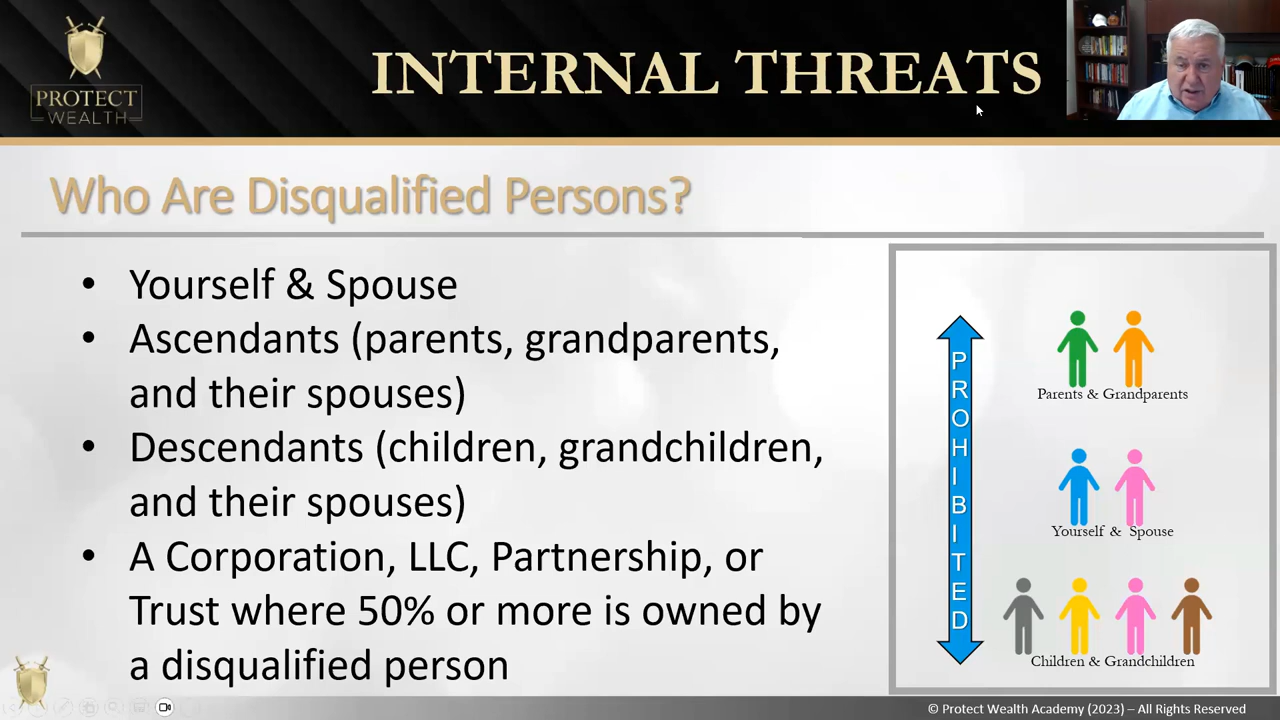 PROTECT
WEALTH
INTERNAL THREATS
Who Are Disqualified Persons?
• Yourself & Spouse
• Ascendants (parents, grandparents,
and their spouses)
• Descendants (children, grandchildren,
and their spouses)
• A Corporation, LLC, Partnership, or
Trust where 50% or more is owned by
a disqualified person
PROHIBITED
Parents & Grandparents
Yourself & Spouse
Children & Grandchildren
© Protect Wealth Academy (2023) – All Rights Reserved